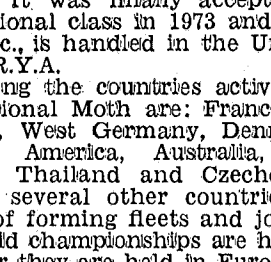 It was finally accep
ional class in 1973 and
c., is handled in the U
R.Y.A.
ng the countries activ
ional Moth are: Franc
, West Germany, Den
America, Australia,
Thailand and Czech
several other countri
of forming fleets and jo
ld championships are h
r they are held in Euro